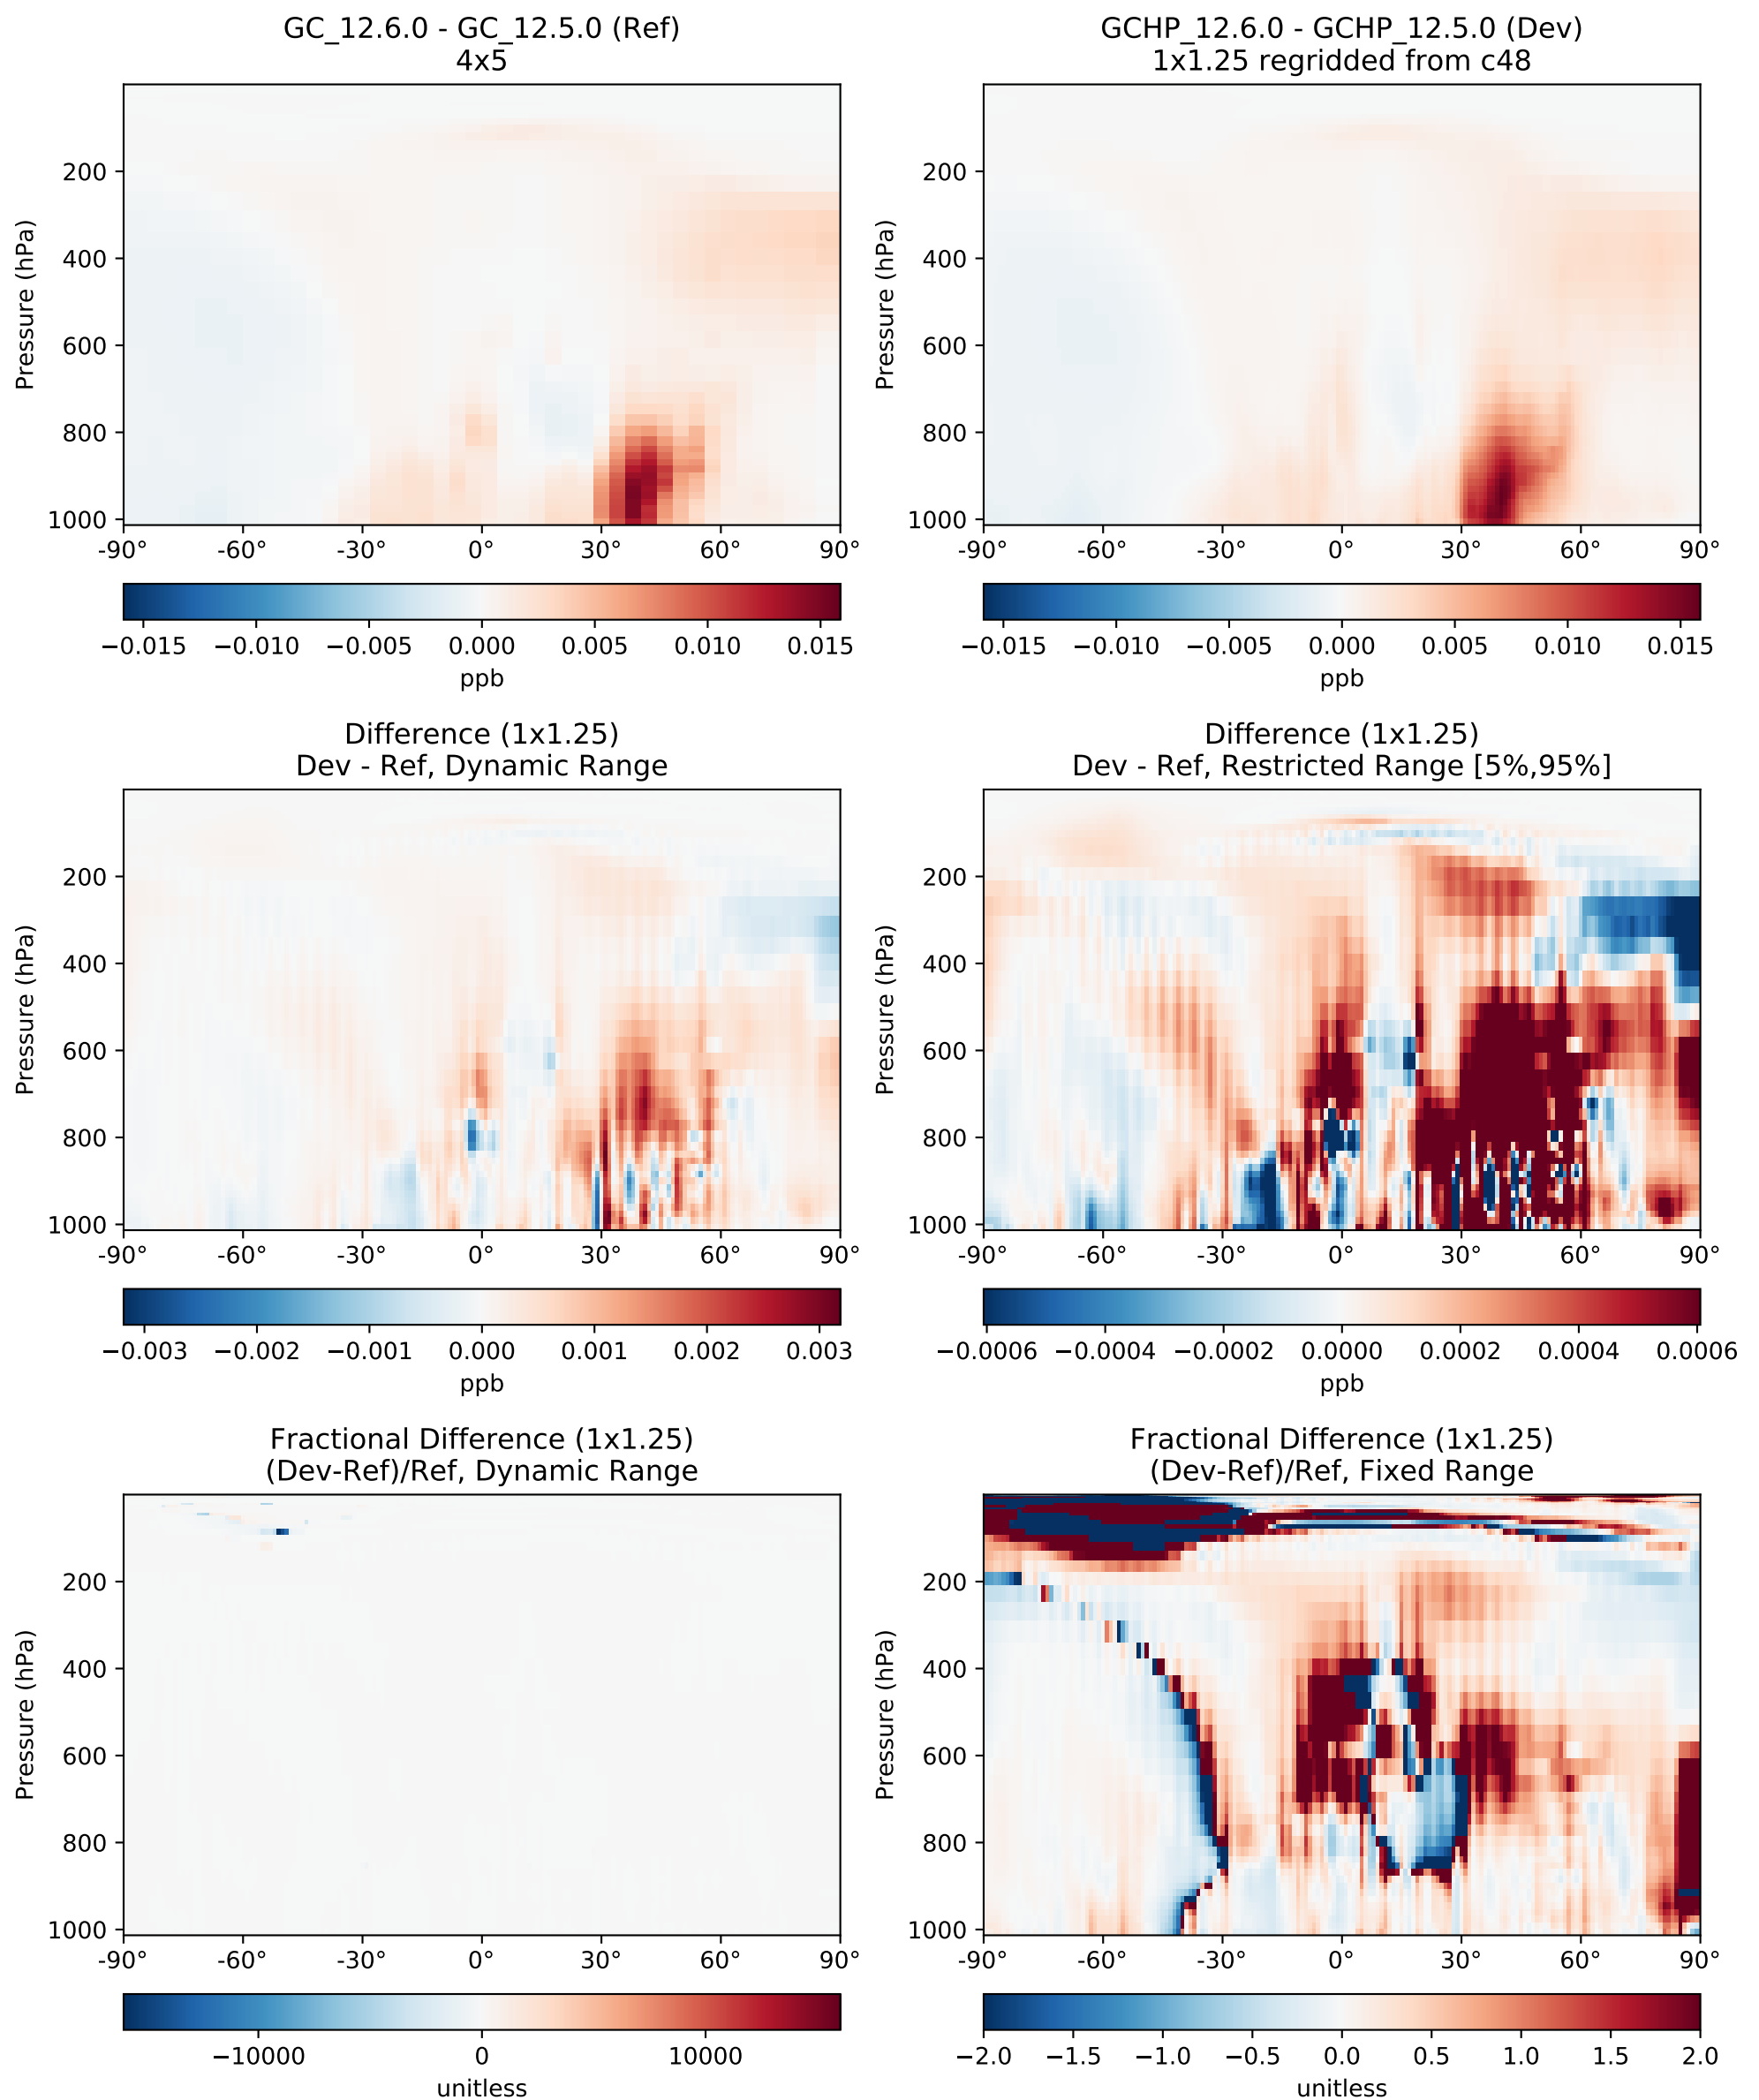 GC_12.6.0 - GC_12.5.0 (Ref)
4x5
GCHP_12.6.0 - GCHP_12.5.0 (Dev)
1x1.25 regridded from c48
Pressure (hPa)
200
400
600
800
1000
-90° -60° -30° 0° 30° 60° 90°
−0.015 −0.010 −0.005 0.000 0.005 0.010 0.015
ppb
Pressure (hPa)
200
400
600
800
1000
-90° -60° -30° 0° 30° 60° 90°
−0.015 −0.010 −0.005 0.000 0.005 0.010 0.015
ppb
Difference (1x1.25)
Dev - Ref, Dynamic Range
Pressure (hPa)
200
400
600
800
1000
-90° -60° -30° 0° 30° 60° 90°
−0.003 −0.002 −0.001 0.000 0.001 0.002 0.003
ppb
Difference (1x1.25)
Dev - Ref, Restricted Range [5%,95%]
Pressure (hPa)
200
400
600
800
1000
-90° -60° -30° 0° 30° 60° 90°
−0.0006 −0.0004 −0.0002 0.0000 0.0002 0.0004 0.0006
ppb
Fractional Difference (1x1.25)
(Dev-Ref)/Ref, Dynamic Range
Pressure (hPa)
200
400
600
800
1000
-90° -60° -30° 0° 30° 60° 90°
−10000 0 10000
unitless
Fractional Difference (1x1.25)
(Dev-Ref)/Ref, Fixed Range
Pressure (hPa)
200
400
600
800
1000
-90° -60° -30° 0° 30° 60° 90°
−2.0 −1.5 −1.0 −0.5 0.0 0.5 1.0 1.5 2.0
unitless